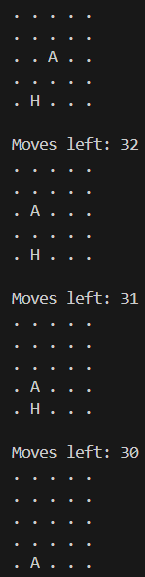 . . . . .
. . . . .
. . A . .
. . . . .
. H . . .
Moves left: 32
. . . . .
. . . . .
. A . . .
. . . . .
. H . . .
Moves left: 31
. . . . .
. . . . .
. . . . .
. A . . .
. H . . .
Moves left: 30
. . . . .
. . . . .
. . . . .
. . . . .
. A . . .